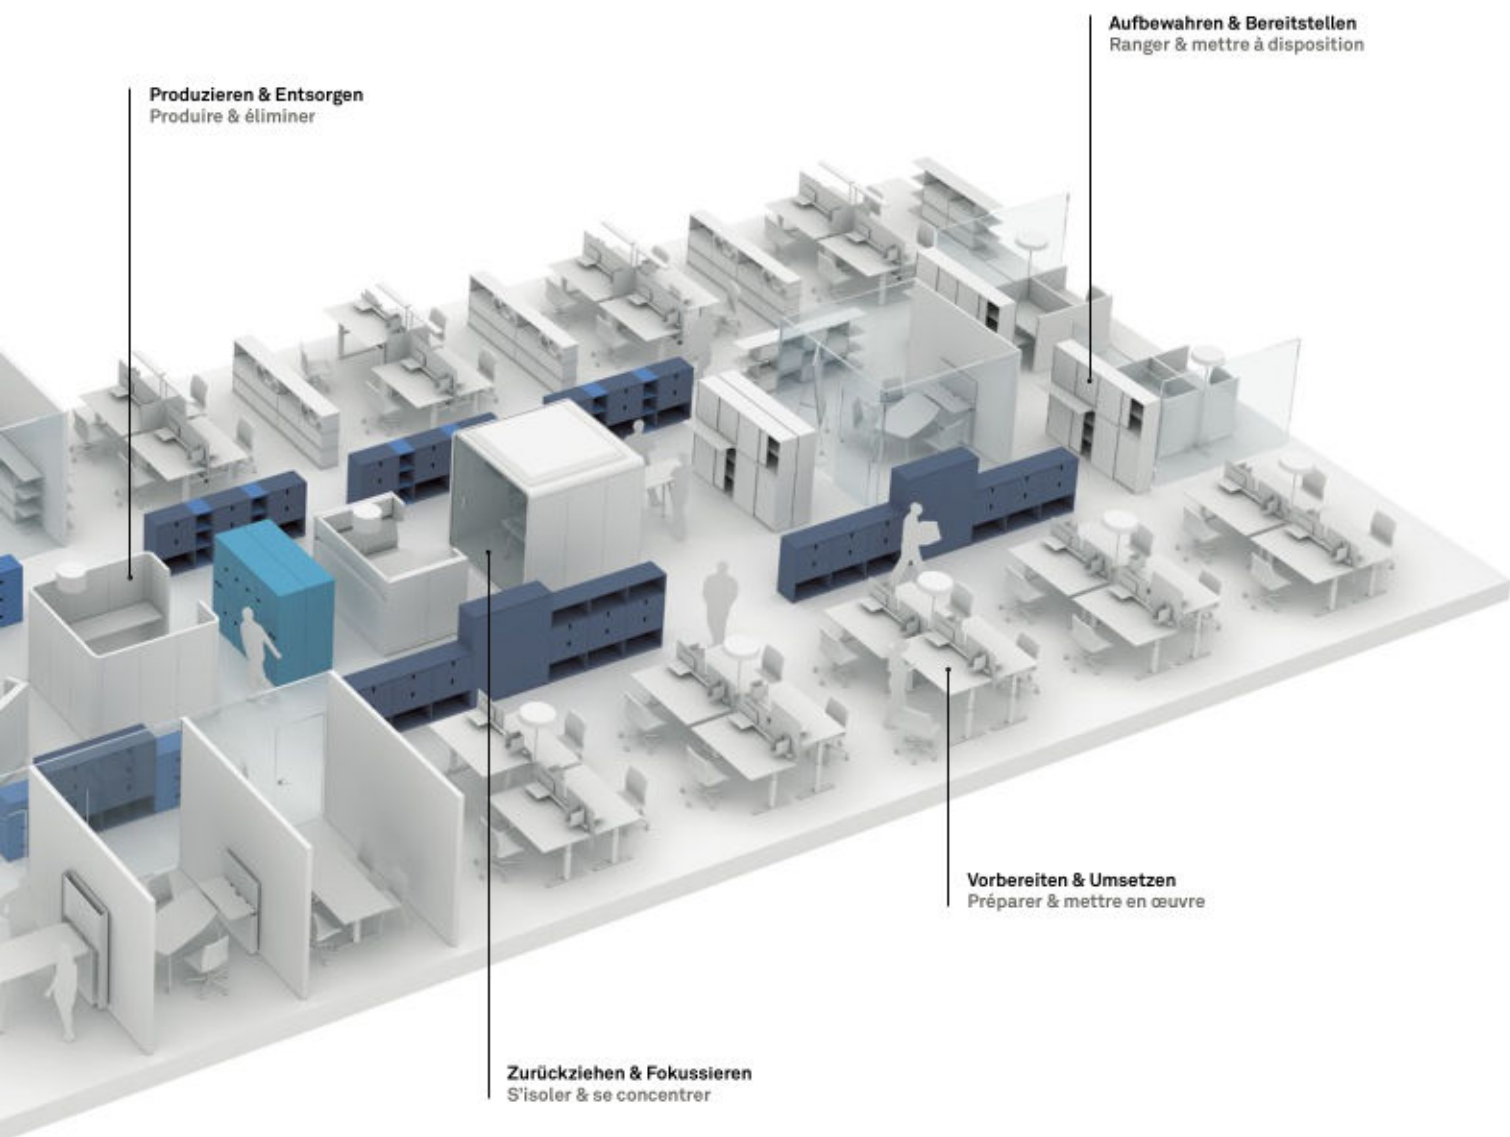 Aufbewahren & Bereitstellen
Ranger & mettre à disposition
Produzieren & Entsorgen
Produire & éliminer
Vorbereiten & Umsetzen
Préparer & mettre en œuvre
Zurückziehen & Fokussieren
S'isoler & se concentrer